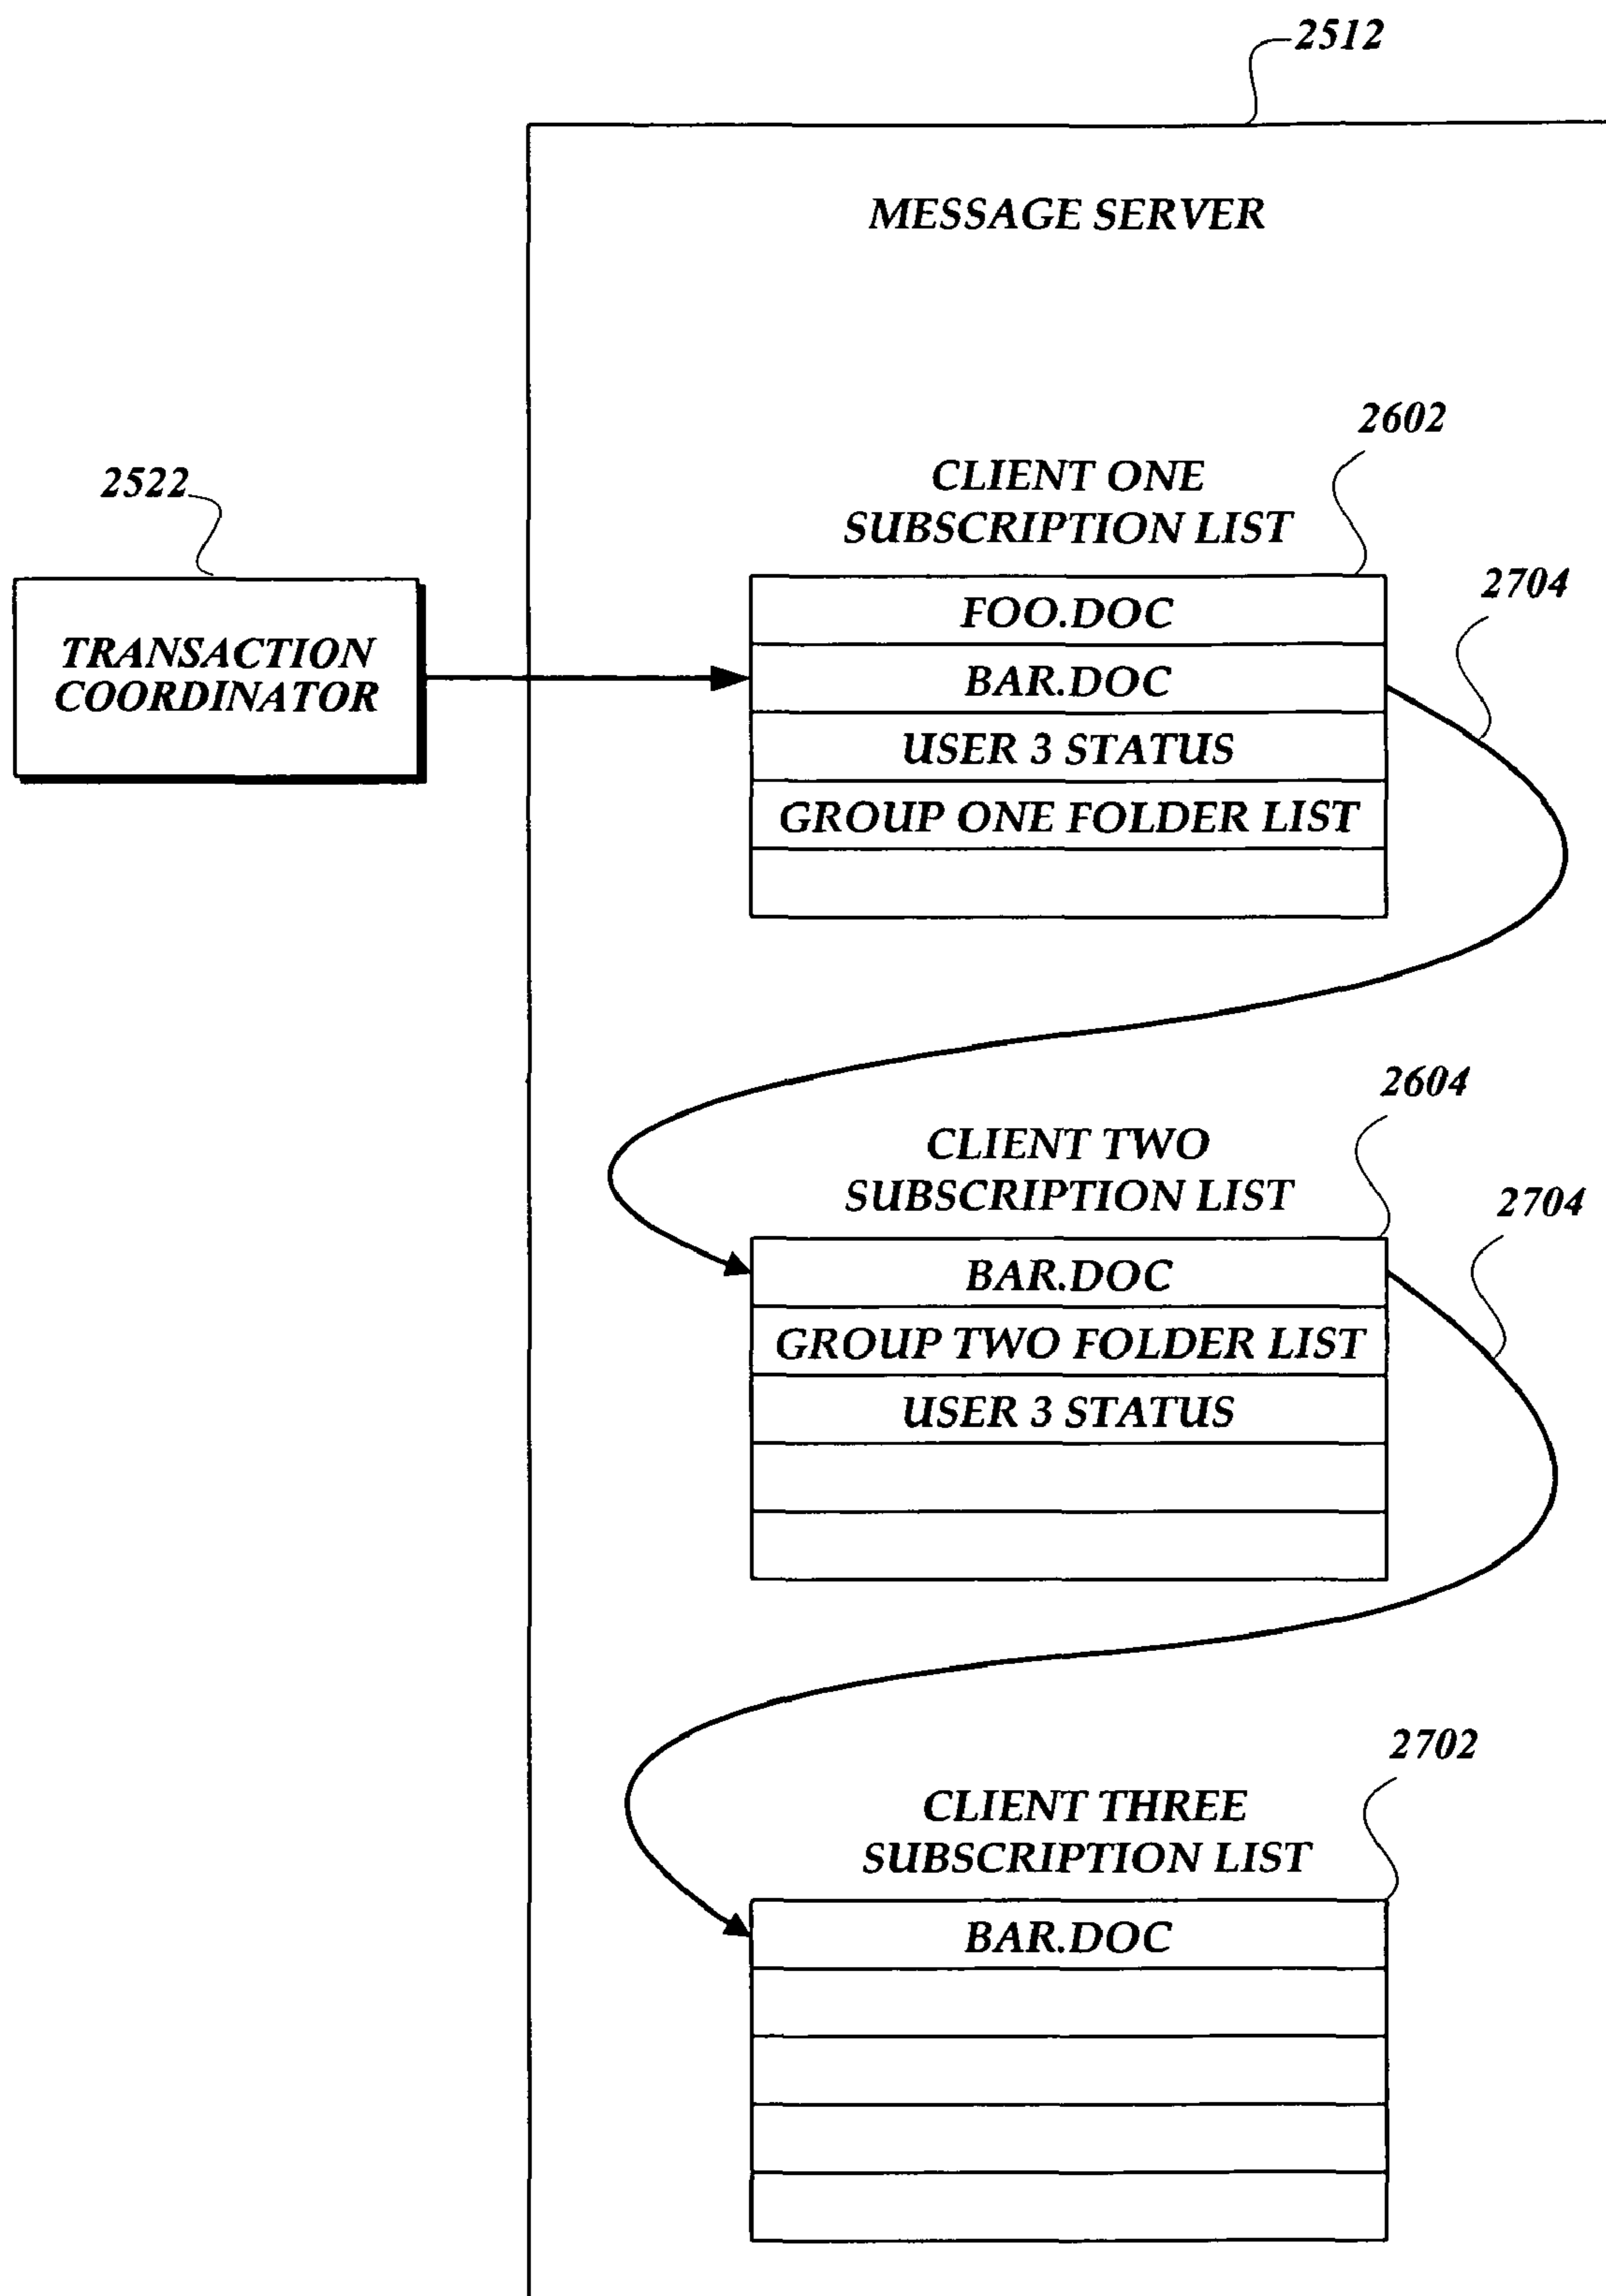 2512
MESSAGE SERVER
2602
CLIENT ONE
SUBSCRIPTION LIST
2522
2704
FOO.DOC
TRANSACTION
COORDINATOR
BAR.DOC
USER 3 STATUS
GROUP ONE FOLDER LIST
2604
CLIENT TWO
SUBSCRIPTION LIST
2704
BAR.DOC
GROUP TWO FOLDER LIST
USER 3 STATUS
2702
CLIENT THREE
SUBSCRIPTION LIST
BAR.DOC